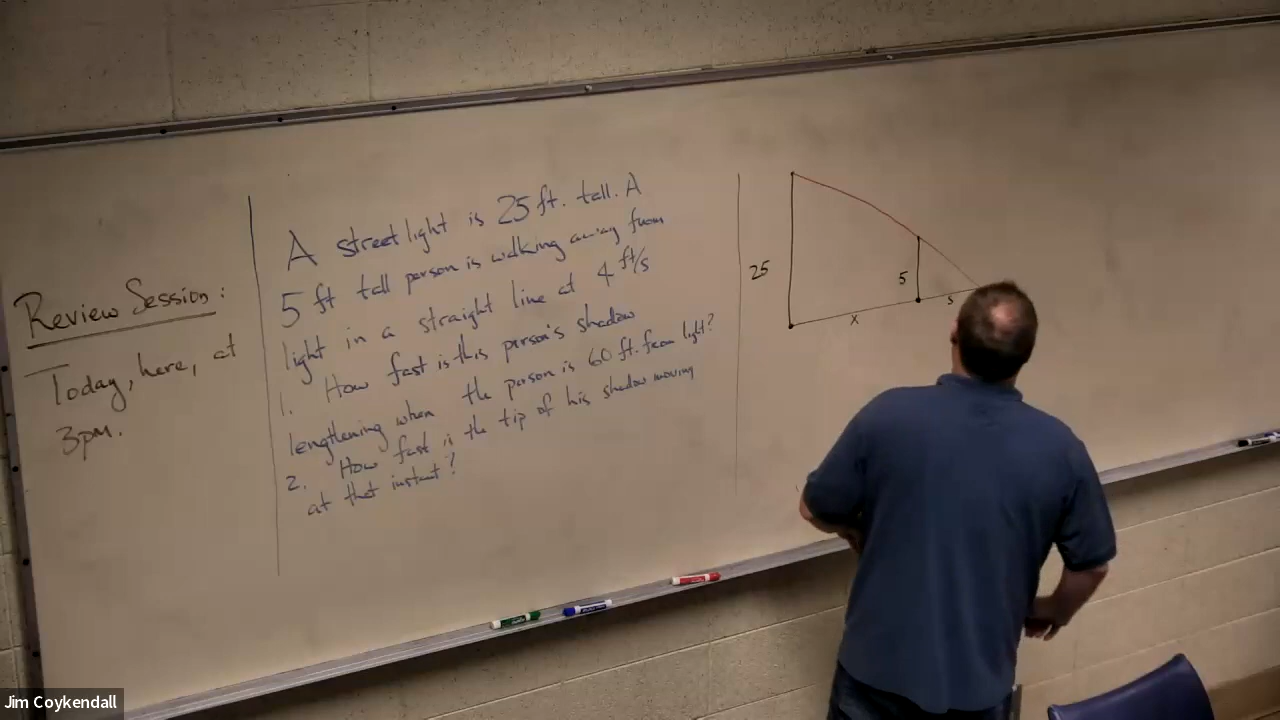 Review Session:
Today, here, at
3pm.
A streetlight is 25 ft. tall. A
5 ft tall person is walking away from
light in a straight line at 4 ft/s
1. How fast is this person's shadow
lengthening when the person is 60 ft. from light?
2. How fast is the tip of his shadow moving
at that instant?
25
5
x
s
Jim Coykendall